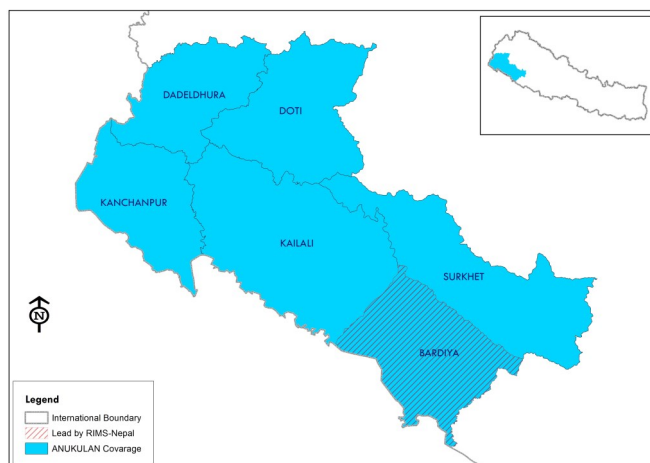 DADELDHURA
DOTI
KANCHANPUR
KAILALI
SURKHET
BARDIYA
N
Legend
International Boundary
Lead by RIMS-Nepal
ANUKULAN Covarage